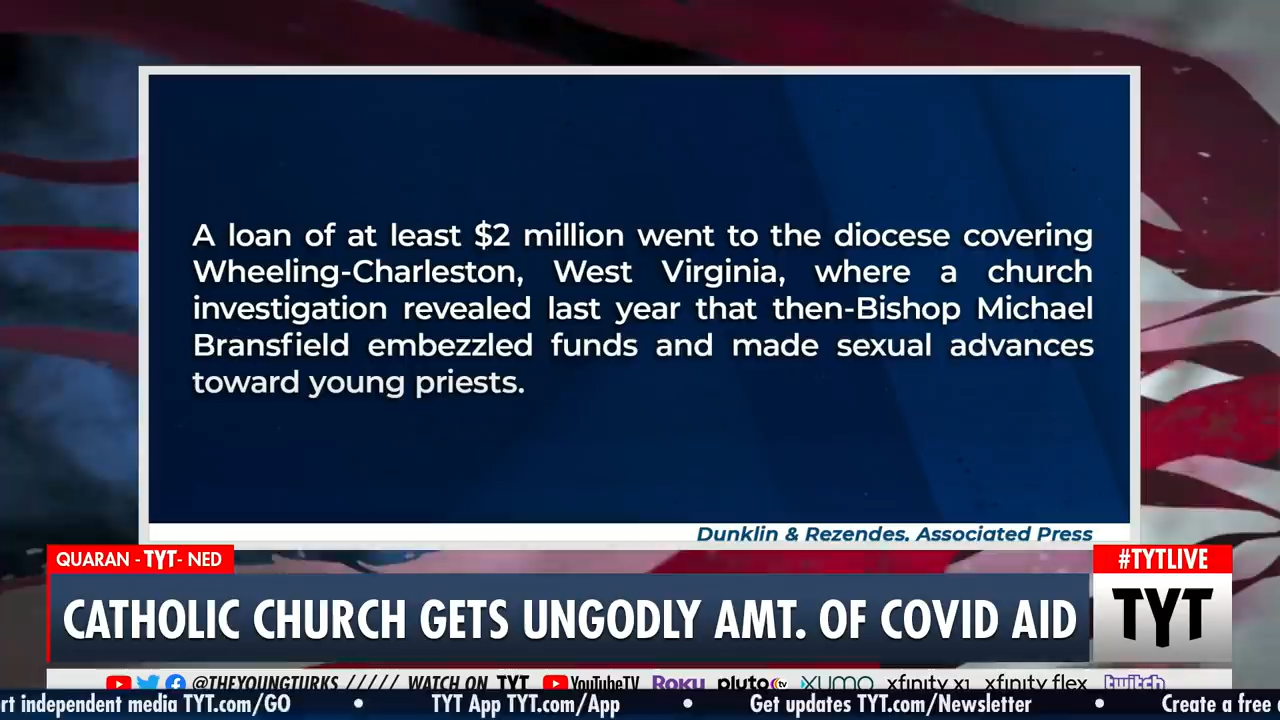 A loan of at least $2 million went to the diocese covering
Wheeling-Charleston, West Virginia, where a church
investigation revealed last year that then-Bishop Michael
Bransfield embezzled funds and made sexual advances
toward young priests.
Dunklin & Rezendes, Associated Press
QUARAN - TYT - NED
#TYTLIVE
CATHOLIC CHURCH GETS UNGODLY AMT. OF COVID AID
TYT
@THEYOUNGTURKS ///// WATCH ON TYT YouTubeTV Roku pluto tv xumo xfinity x1 xfinity flex twitch
rt independent media TYT.com/GO • TYT App TYT.com/App • Get updates TYT.com/Newsletter • Create a free